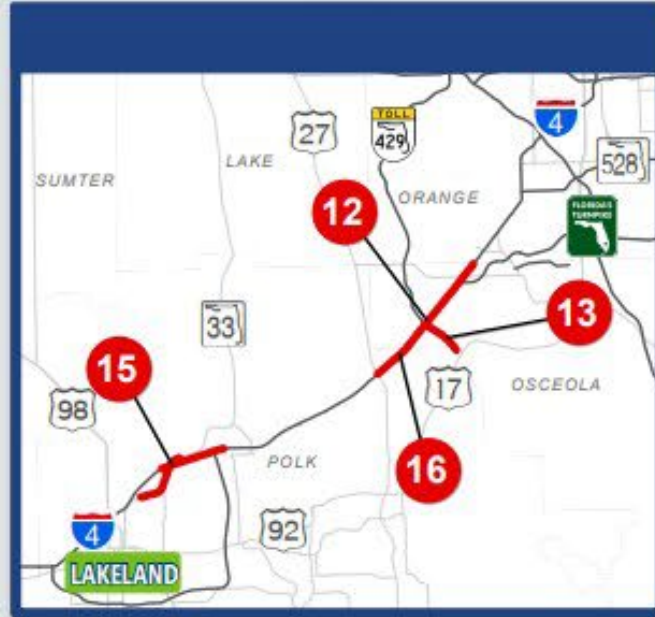 TOLL
429
4
27
528
LAKE
SUMTER
ORANGE
12
FLORIDA'S
TURNPIKE
13
33
15
17
OSCEOLA
98
POLK
16
92
4
LAKELAND